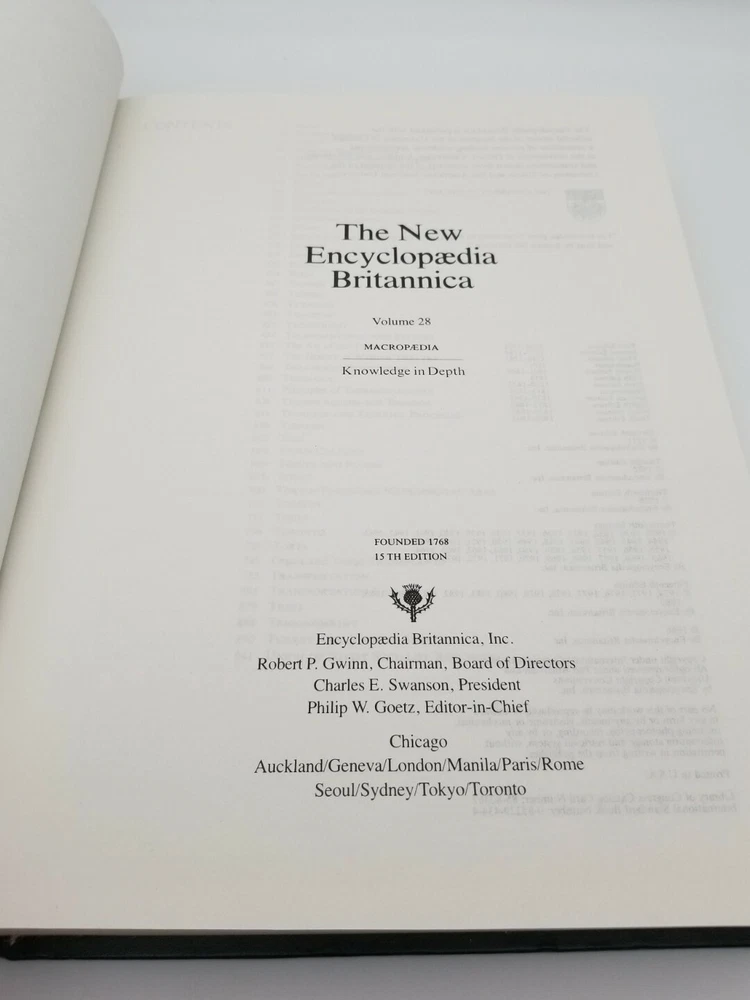 The New
Encyclopædia
Britannica
Volume 28
MACROPÆDIA
Knowledge in Depth
FOUNDED 1768
15 TH EDITION
Encyclopædia Britannica, Inc.
Robert P. Gwinn, Chairman, Board of Directors
Charles E. Swanson, President
Philip W. Goetz, Editor-in-Chief
Chicago
Auckland/Geneva/London/Manila/Paris/Rome
Seoul/Sydney/Tokyo/Toronto